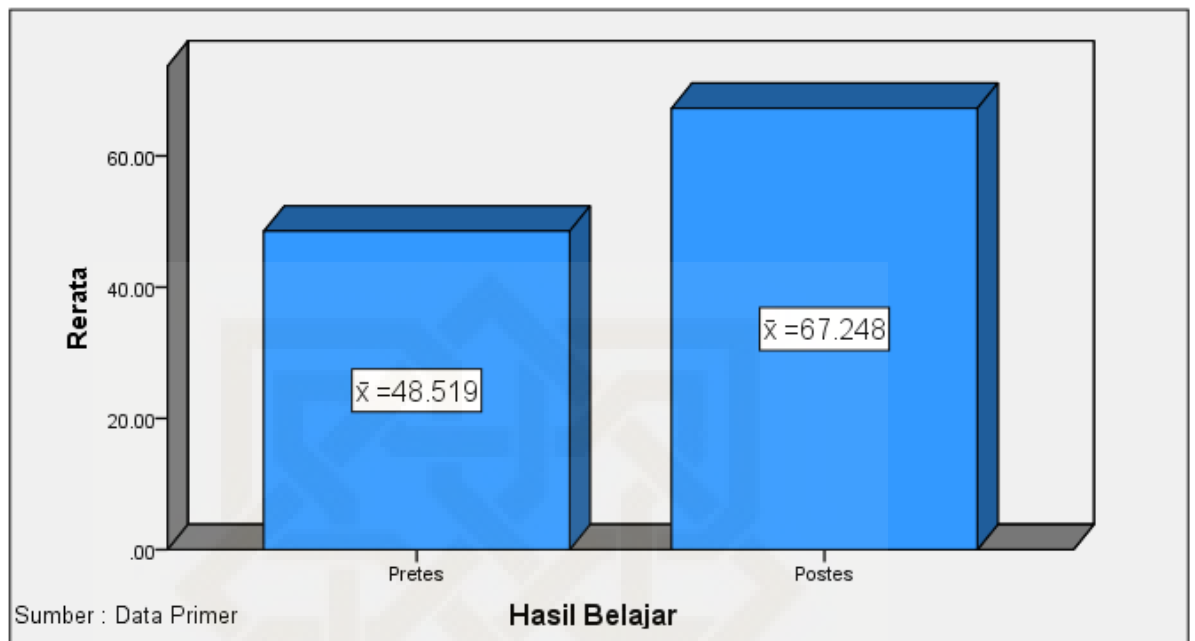 60.00
40.00
20.00
.00
Rerata
x̄ =48.519
x̄ =67.248
Pretes
Postes
Hasil Belajar
Sumber : Data Primer